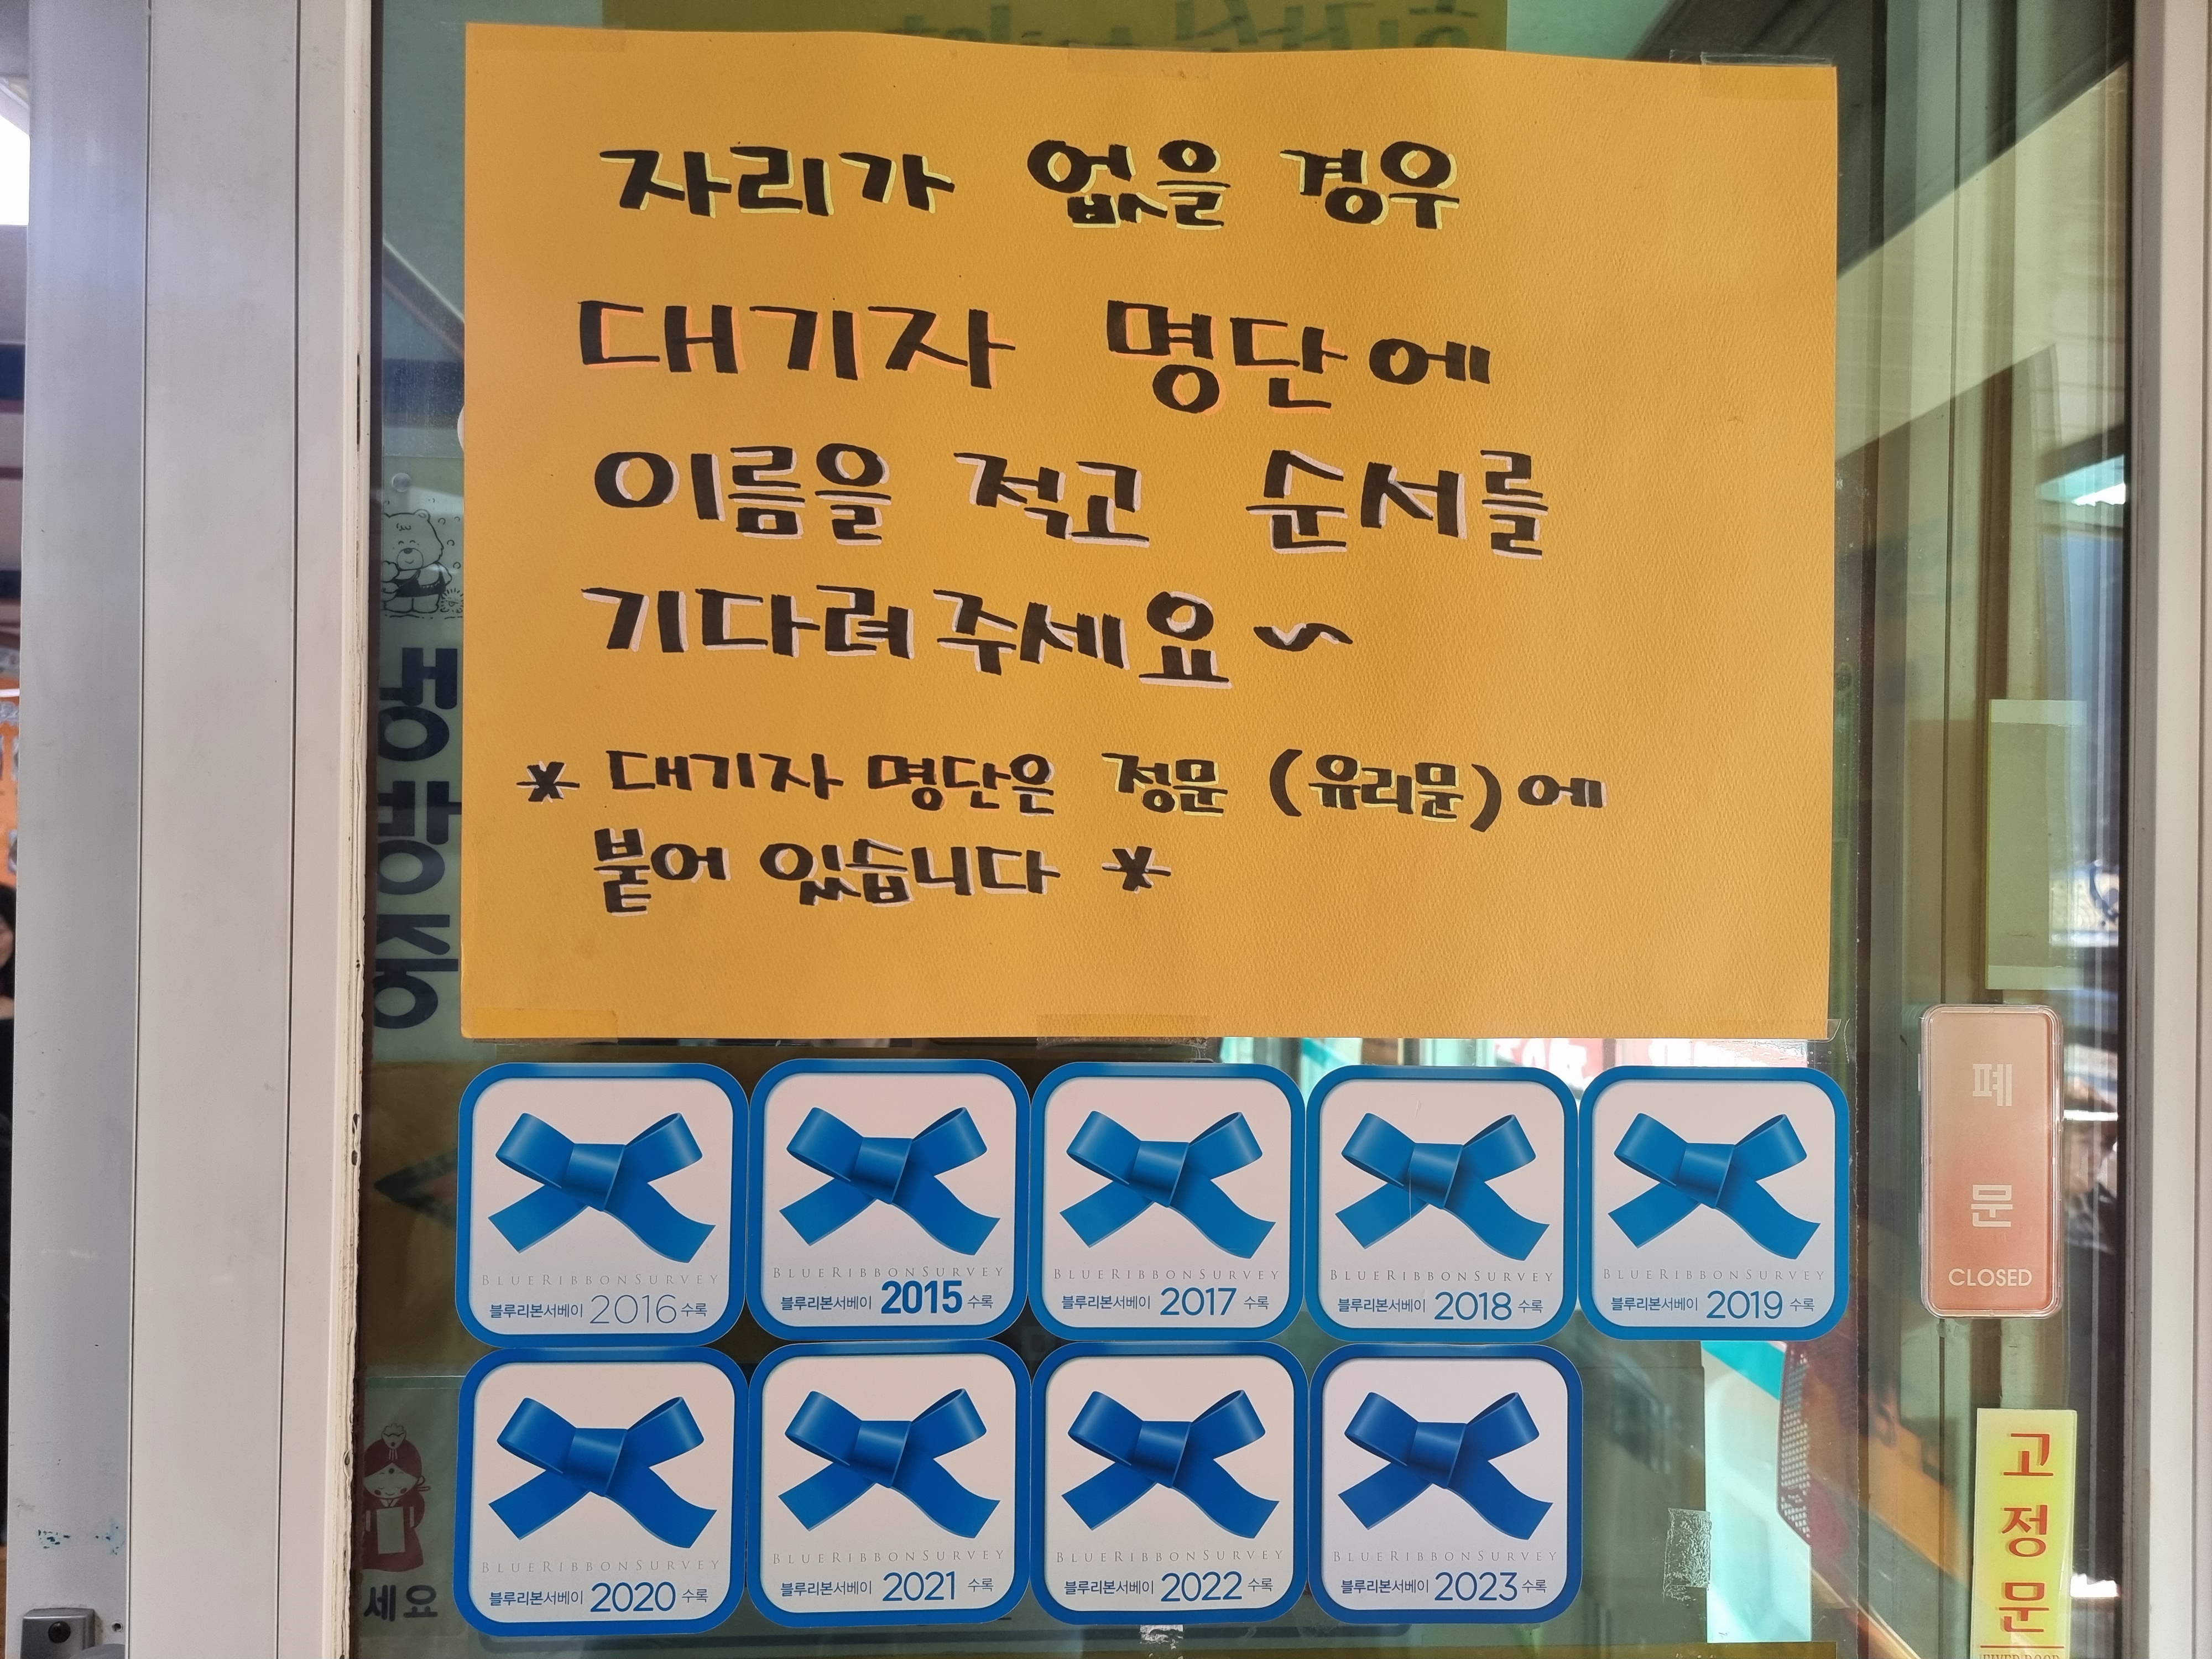 자리가 없을 경우
대기자 명단에
이름을 적고 순서를
기다려주세요~
* 대기자 명단은 정문 (유리문)에
붙어 있습니다 *
냉방중
세요
BLUERIBBONSURVEY
블루리본서베이 2016 수록
BLUERIBBONSURVEY
블루리본서베이 2015 수록
BLUERIBBONSURVEY
블루리본서베이 2017 수록
BLUERIBBONSURVEY
블루리본서베이 2018 수록
BLUERIBBONSURVEY
블루리본서베이 2019 수록
BLUERIBBONSURVEY
블루리본서베이 2020 수록
BLUERIBBONSURVEY
블루리본서베이 2021 수록
BLUERIBBONSURVEY
블루리본서베이 2022 수록
BLUERIBBONSURVEY
블루리본서베이 2023 수록
폐
문
CLOSED
고
정
문